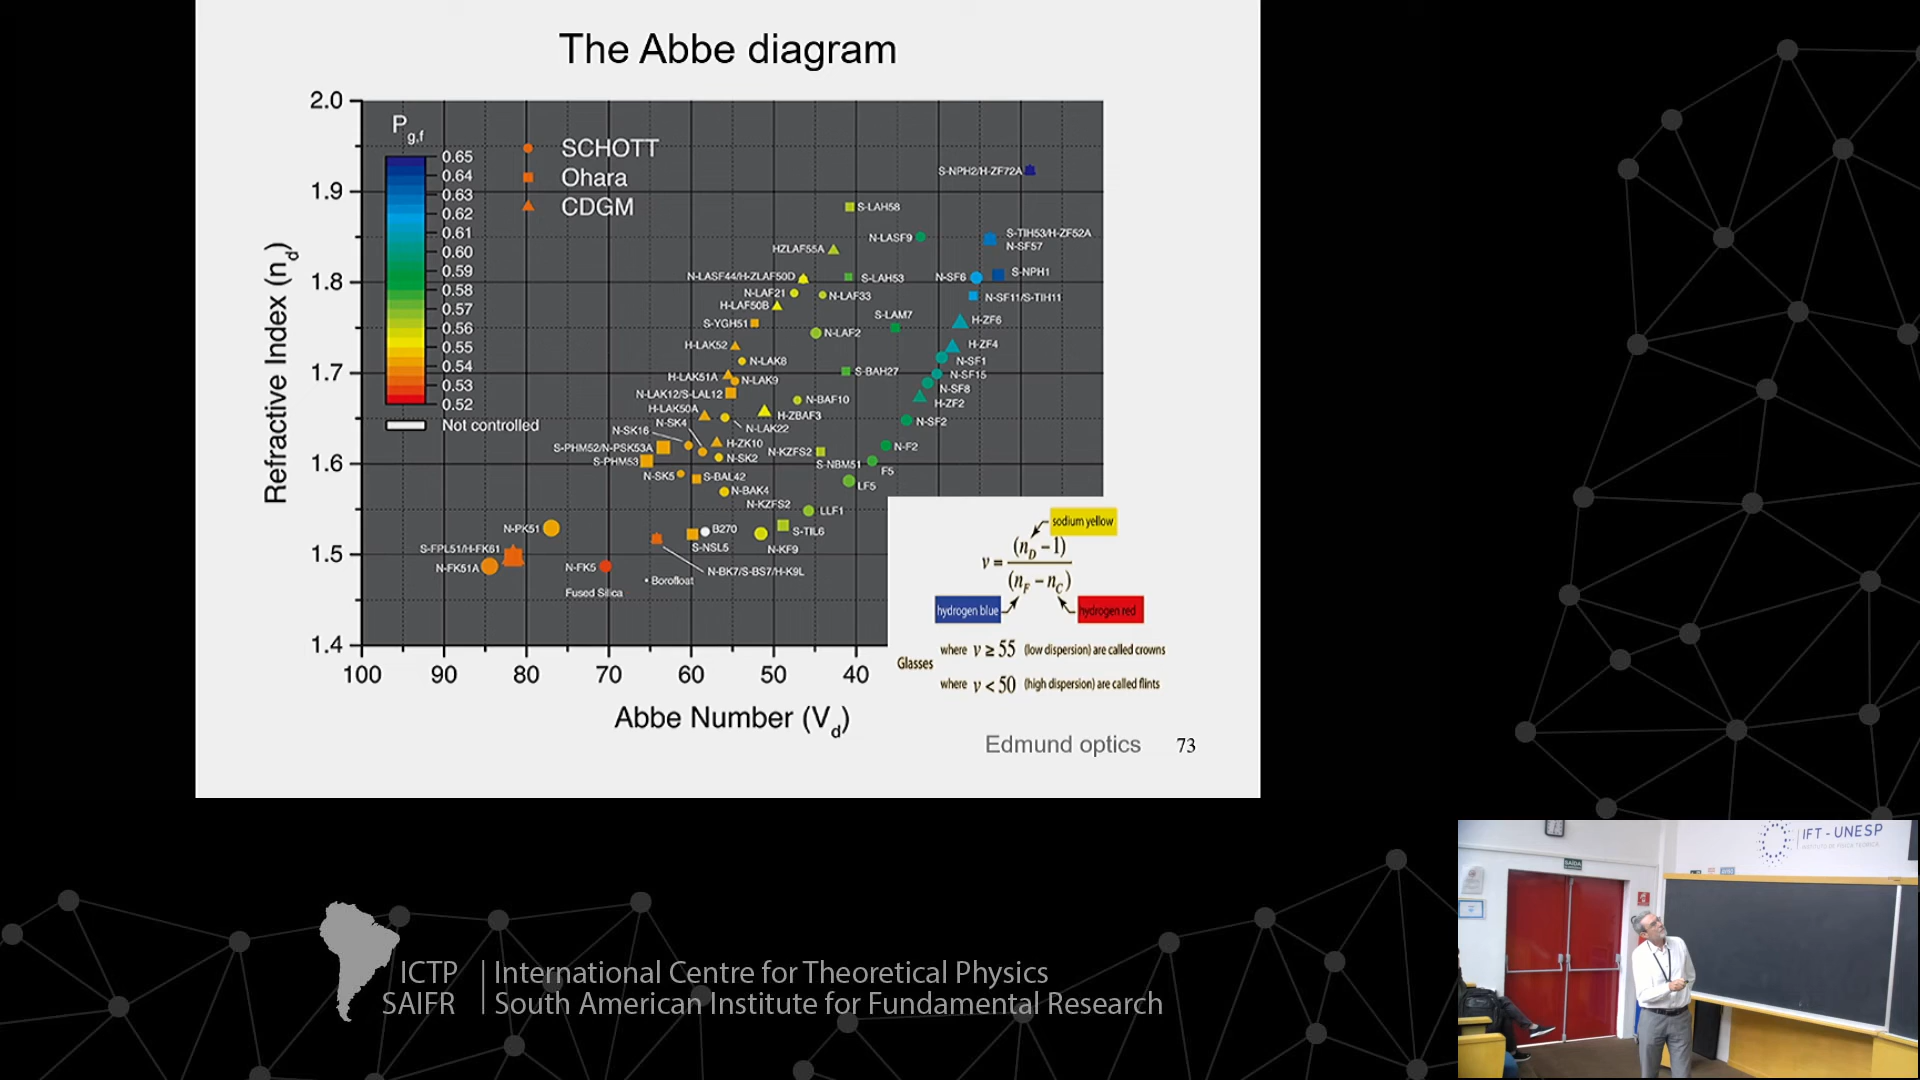 The Abbe diagram
2.0
1.9
1.8
1.7
1.6
1.5
1.4
Refractive Index (nd)
Pg,f
0.65
0.64
0.63
0.62
0.61
0.60
0.59
0.58
0.57
0.56
0.55
0.54
0.53
0.52
Not controlled
SCHOTT
Ohara
CDGM
S-NPH2/H-ZF72A
S-LAH58
N-LASF9
S-TIH53/H-ZF52A
N-SF57
HZLAF55A
N-LASF44/H-ZLAF50D
S-LAH53
N-SF6
S-NPH1
N-LAF21
N-LAF33
N-SF11/S-TIH11
H-LAF50B
S-YGH51
S-LAM7
H-ZF6
N-LAF2
H-LAK52
H-ZF4
N-LAK8
N-SF1
H-LAK51A
N-LAK9
S-BAH27
N-SF15
N-LAK12/S-LAL12
N-SF8
H-LAK50A
N-BAF10
H-ZF2
H-ZBAF3
N-SK4
N-LAK22
N-SF2
N-SK16
H-ZK10
S-PHM52/N-PSK53A
N-KZFS2
N-F2
S-PHM53
N-SK2
S-NBM51
F5
N-SK5
S-BAL42
LF5
N-BAK4
N-KZFS2
LLF1
N-PK51
B270
S-TIL6
S-FPL51/H-FK61
S-NSL5
N-KF9
N-FK51A
N-FK5
N-BK7/S-BS7/H-K9L
Borofloat
Fused Silica
100 90 80 70 60 50 40
Abbe Number (Vd)
sodium yellow
v = (nD – 1) / (nF – nC)
hydrogen blue
hydrogen red
Glasses
where v ≥ 55 (low dispersion) are called crowns
where v < 50 (high dispersion) are called flints
Edmund optics 73
IFT - UNESP
SAÍDA
ICTP | International Centre for Theoretical Physics
SAIFR | South American Institute for Fundamental Research